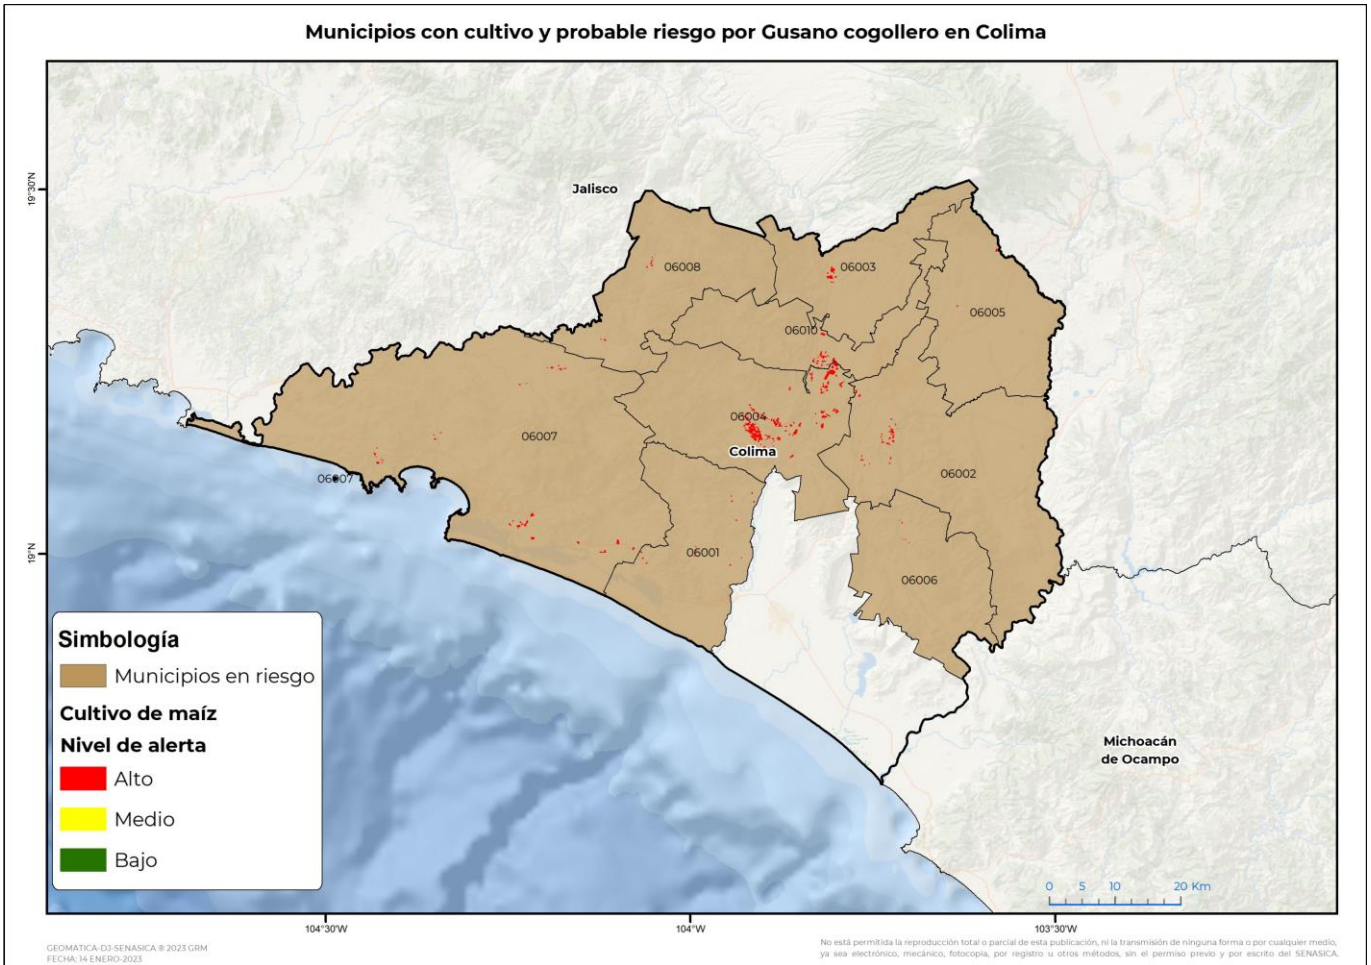 Municipios con cultivo y probable riesgo por Gusano cogollero en Colima
19°30'N
Jalisco
06008
06003
06005
06010
06004
06007
Colima
06002
06007
19°N
06001
06006
Simbología
Municipios en riesgo
Cultivo de maíz
Nivel de alerta
Alto
Medio
Bajo
Michoacán
de Ocampo
0 5 10 20 Km
104°30'W
104°W
103°30'W
GEOMATICA-DJ-SENASICA ® 2023 GRM
FECHA: 14 ENERO-2023
No está permitida la reproducción total o parcial de esta publicación, ni la transmisión de ninguna forma o por cualquier medio,
ya sea electrónico, mecánico, fotocopia, por registro u otros métodos, sin el permiso previo y por escrito del SENASICA.